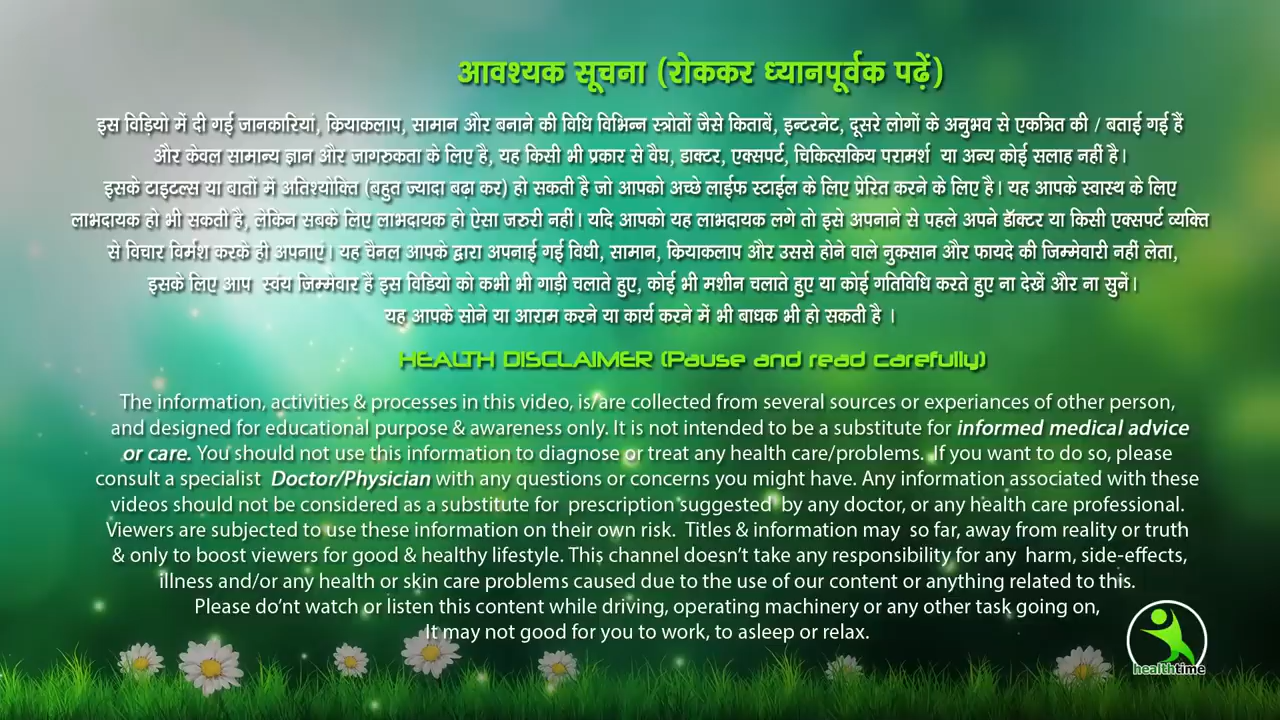 आवश्यक सूचना (रोककर ध्यानपूर्वक पढ़ें)
इस विड़ियो में दी गई जानकारियां, क्रियाकलाप, सामान और बनाने की विधि विभिन्न स्त्रोतों जैसे किताबें, इन्टरनेट, दूसरे लोगों के अनुभव से एकत्रित की / बताई गई हैं
और केवल सामान्य ज्ञान और जागरुकता के लिए है, यह किसी भी प्रकार से वैघ, डाक्टर, एक्सपर्ट, चिकित्सकिय परामर्श या अन्य कोई सलाह नहीं है।
इसके टाइटल्स या बातों में अतिश्योक्ति (बहुत ज्यादा बढ़ा कर) हो सकती है जो आपको अच्छे लाईफ स्टाईल के लिए प्रेरित करने के लिए है। यह आपके स्वास्थ के लिए
लाभदायक हो भी सकती है, लेकिन सबके लिए लाभदायक हो ऐसा जरुरी नहीं। यदि आपको यह लाभदायक लगे तो इसे अपनाने से पहले अपने डॅाक्टर या किसी एक्सपर्ट व्यक्ति
से विचार विर्मश करके ही अपनाएं। यह चैनल आपके द्वारा अपनाई गई विधी, सामान, क्रियाकलाप और उससे होने वाले नुकसान और फायदे की जिम्मेवारी नहीं लेता,
इसके लिए आप स्वंय जिम्मेवार हैं इस विडियो को कभी भी गाड़ी चलाते हुए, कोई भी मशीन चलाते हुए या कोई गतिविधि करते हुए ना देखें और ना सुनें।
यह आपके सोने या आराम करने या कार्य करने में भी बाधक भी हो सकती है ।
HEALTH DISCLAIMER (Pause and read carefully)
The information, activities & processes in this video, is/are collected from several sources or experiances of other person,
and designed for educational purpose & awareness only. It is not intended to be a substitute for informed medical advice
or care. You should not use this information to diagnose or treat any health care/problems. If you want to do so, please
consult a specialist Doctor/Physician with any questions or concerns you might have. Any information associated with these
videos should not be considered as a substitute for prescription suggested by any doctor, or any health care professional.
Viewers are subjected to use these information on their own risk. Titles & information may so far, away from reality or truth
& only to boost viewers for good & healthy lifestyle. This channel doesn't take any responsibility for any harm, side-effects,
illness and/or any health or skin care problems caused due to the use of our content or anything related to this.
Please do'nt watch or listen this content while driving, operating machinery or any other task going on,
It may not good for you to work, to asleep or relax.
healthtime